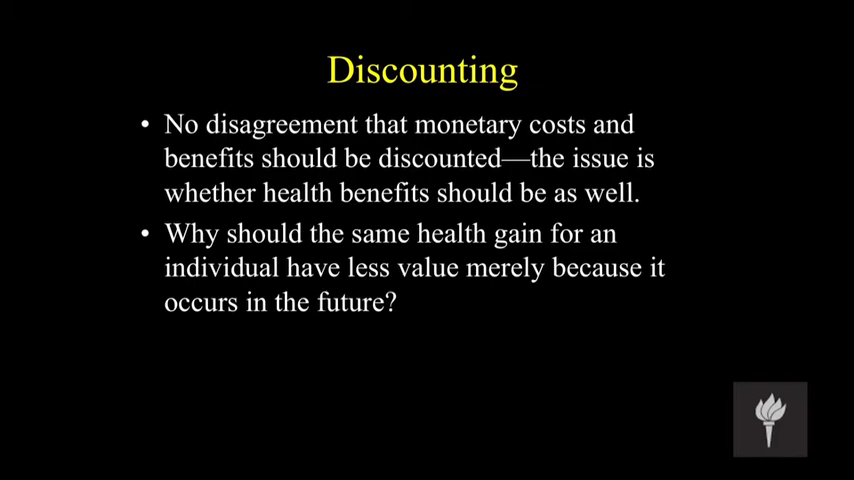 Discounting
• No disagreement that monetary costs and
benefits should be discounted—the issue is
whether health benefits should be as well.
• Why should the same health gain for an
individual have less value merely because it
occurs in the future?